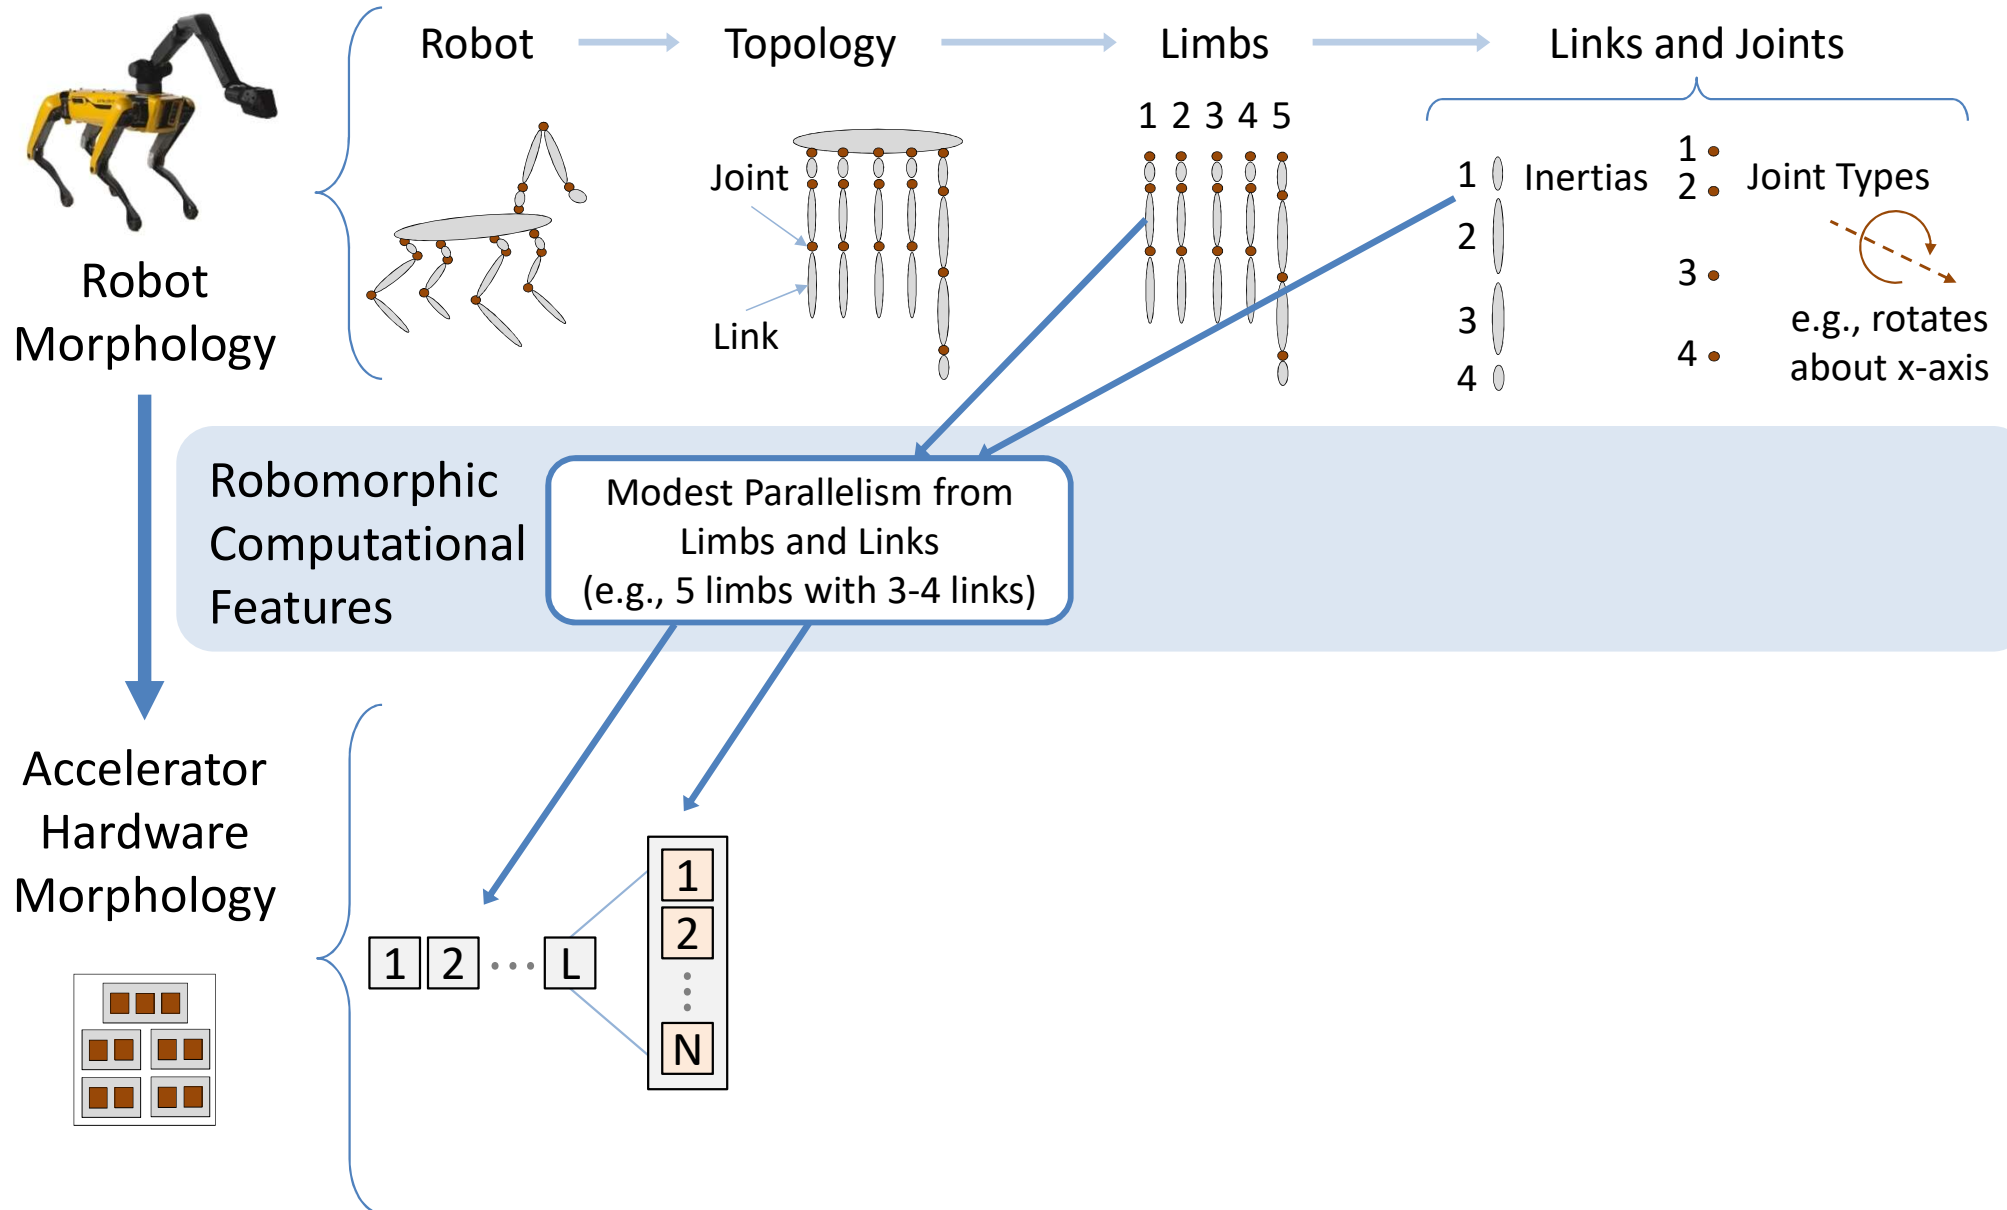 Robot
Topology
Limbs
Links and Joints
1 2 3 4 5
Joint
Link
1
2
3
4
Inertias
1
2
3
4
Joint Types
e.g., rotates
about x-axis
Robot
Morphology
Robomorphic
Computational
Features
Modest Parallelism from
Limbs and Links
(e.g., 5 limbs with 3-4 links)
Accelerator
Hardware
Morphology
1 2 ··· L
1
2
N